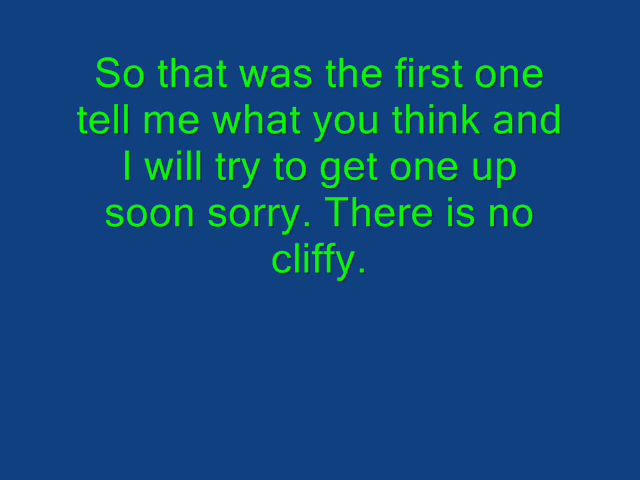 So that was the first one
tell me what you think and
I will try to get one up
soon sorry. There is no
cliffy.